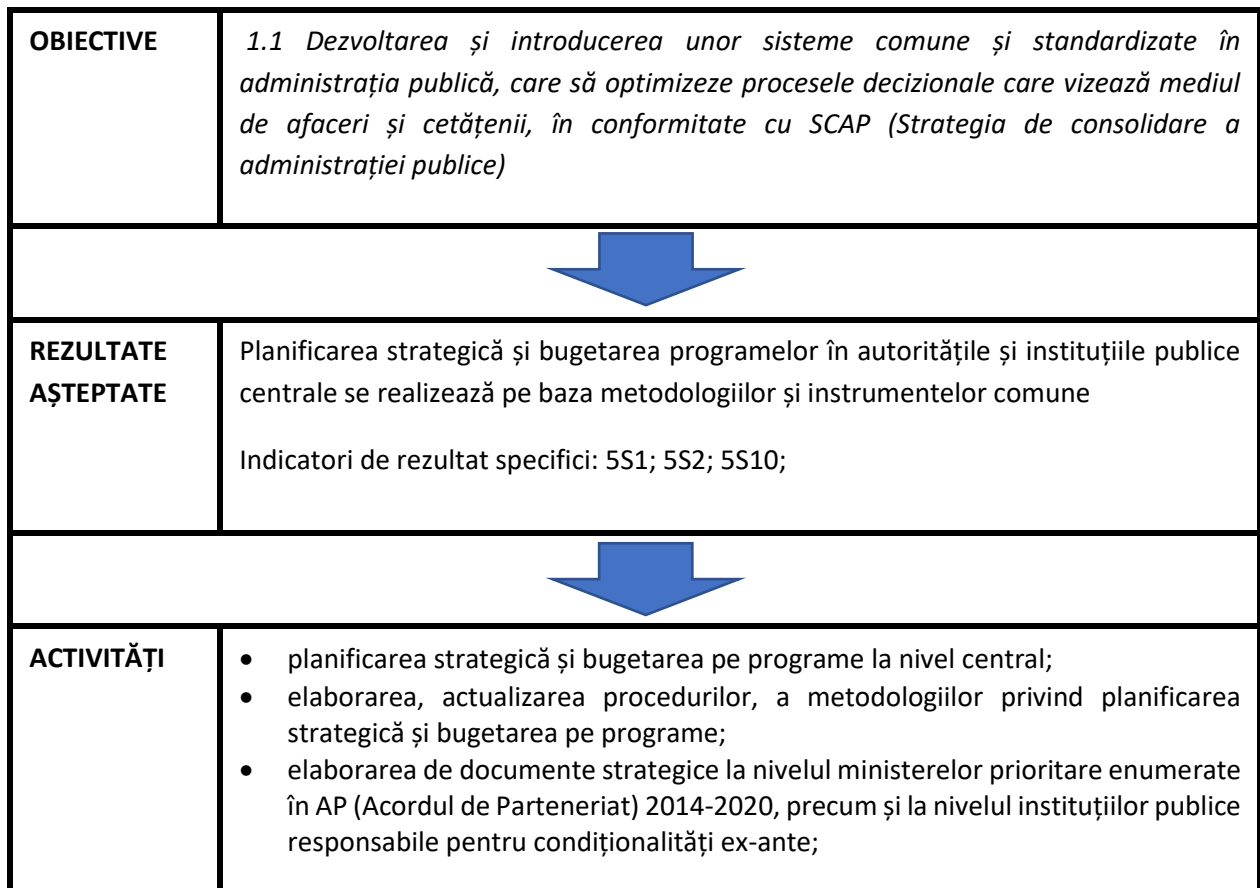 OBIECTIVE
1.1 Dezvoltarea și introducerea unor sisteme comune și standardizate în
administrația publică, care să optimizeze procesele decizionale care vizează mediul
de afaceri și cetățenii, în conformitate cu SCAP (Strategia de consolidare a
administrației publice)
REZULTATE
AȘTEPTATE
Planificarea strategică și bugetarea programelor în autoritățile și instituțiile publice
centrale se realizează pe baza metodologiilor și instrumentelor comune
Indicatori de rezultat specifici: 5S1; 5S2; 5S10;
ACTIVITĂȚI
• planificarea strategică și bugetarea pe programe la nivel central;
• elaborarea, actualizarea procedurilor, a metodologiilor privind planificarea
strategică și bugetarea pe programe;
• elaborarea de documente strategice la nivelul ministerelor prioritare enumerate
în AP (Acordul de Parteneriat) 2014-2020, precum și la nivelul instituțiilor publice
responsabile pentru condiționalități ex-ante;